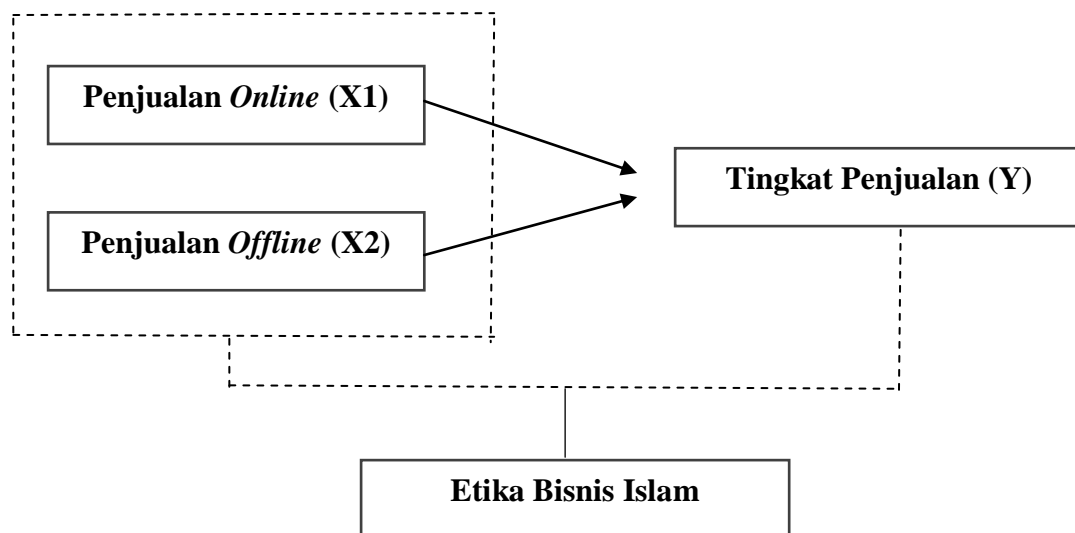 Penjualan Online (X1)
Tingkat Penjualan (Y)
Penjualan Offline (X2)
Etika Bisnis Islam